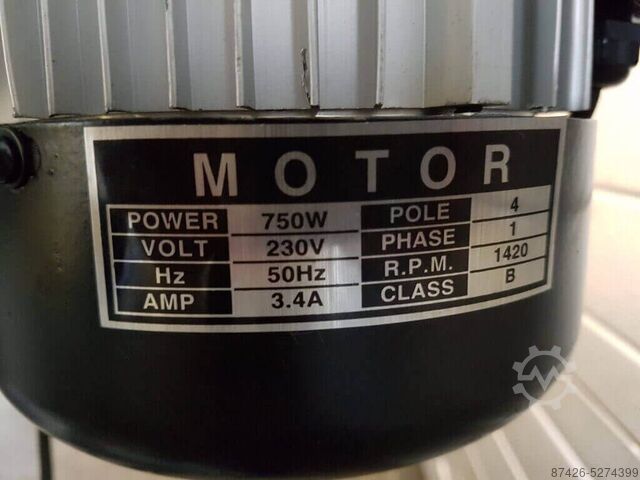 MOTOR
POWER 750W POLE 4
VOLT 230V PHASE 1
Hz 50Hz R.P.M. 1420
AMP 3.4A CLASS B
87426-5274399